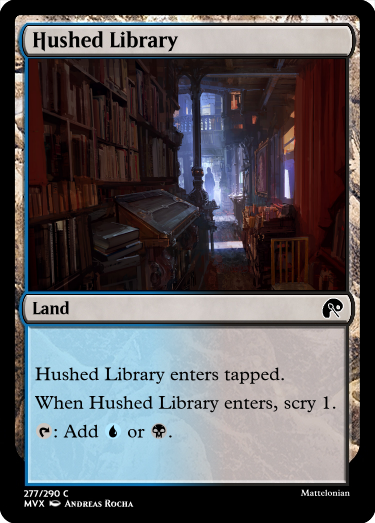 Hushed Library
Land
Hushed Library enters tapped.
When Hushed Library enters, scry 1.
: Add or .
277/290 C
Mattelonian
MVX Andreas Rocha